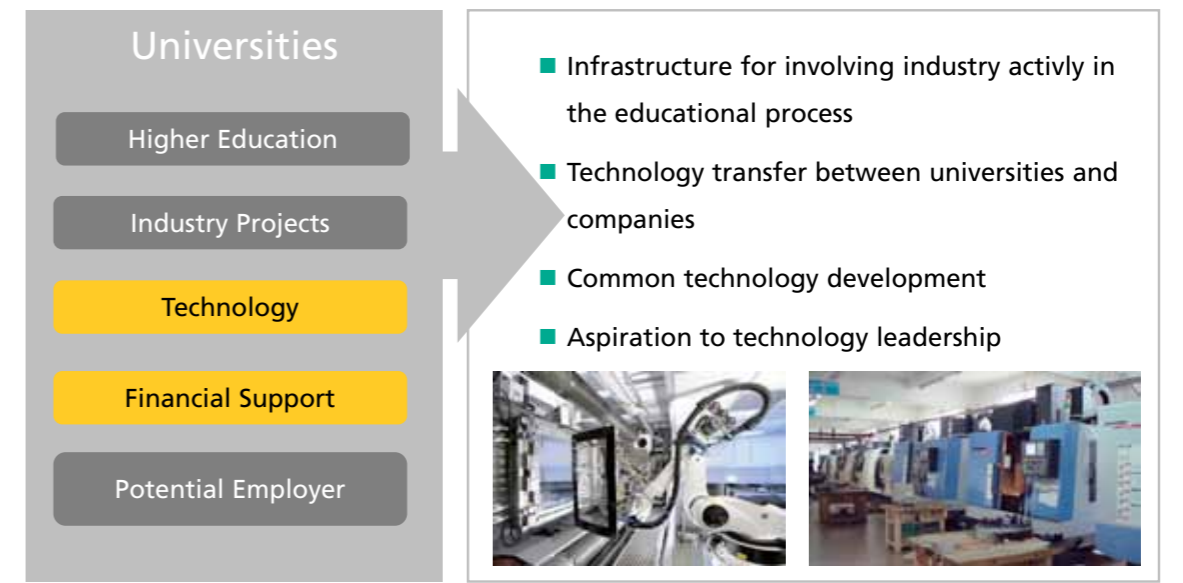 Universities
Higher Education
Industry Projects
Technology
Financial Support
Potential Employer
Infrastructure for involving industry activly in
the educational process
Technology transfer between universities and
companies
Common technology development
Aspiration to technology leadership